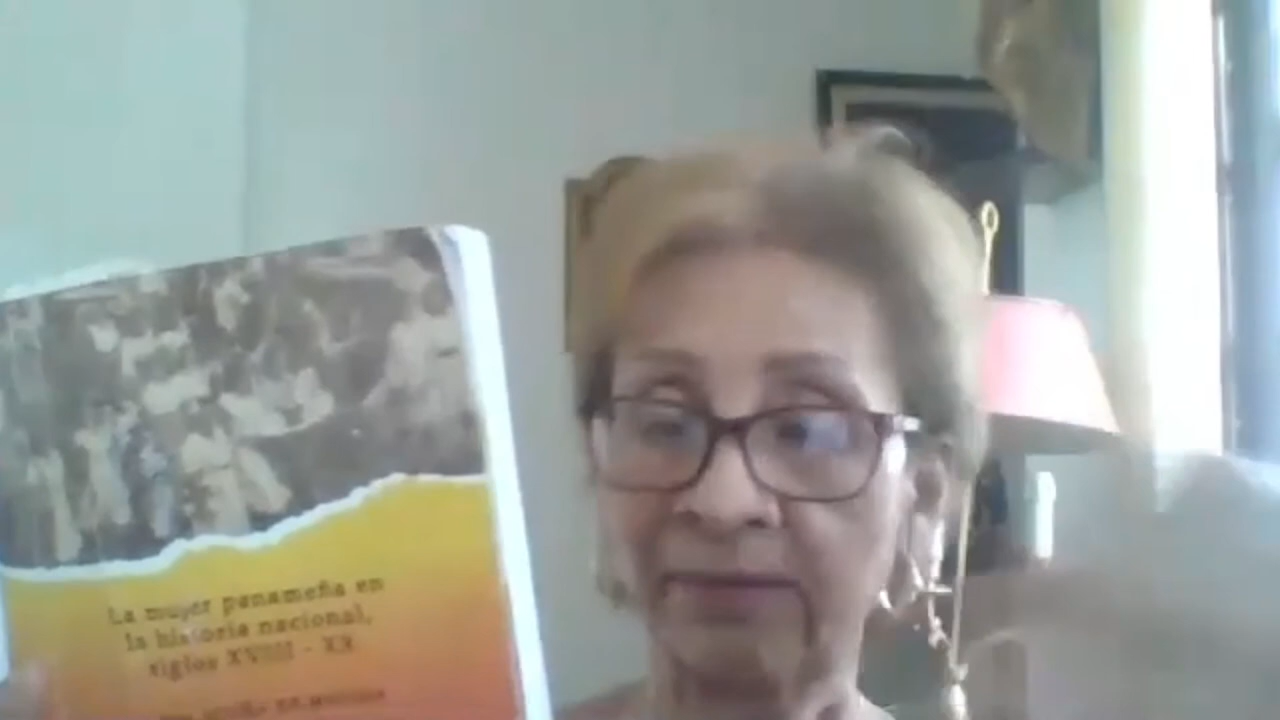 La mujer panameña en
la historia nacional,
siglos XVIII - XX